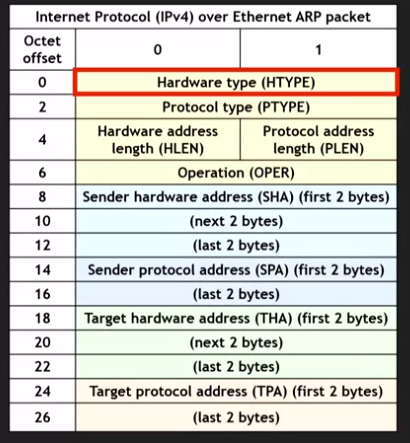 Internet Protocol (IPv4) over Ethernet ARP packet
Octet offset 0 1
0 Hardware type (HTYPE)
2 Protocol type (PTYPE)
4 Hardware address length (HLEN) Protocol address length (PLEN)
6 Operation (OPER)
8 Sender hardware address (SHA) (first 2 bytes)
10 (next 2 bytes)
12 (last 2 bytes)
14 Sender protocol address (SPA) (first 2 bytes)
16 (last 2 bytes)
18 Target hardware address (THA) (first 2 bytes)
20 (next 2 bytes)
22 (last 2 bytes)
24 Target protocol address (TPA) (first 2 bytes)
26 (last 2 bytes)